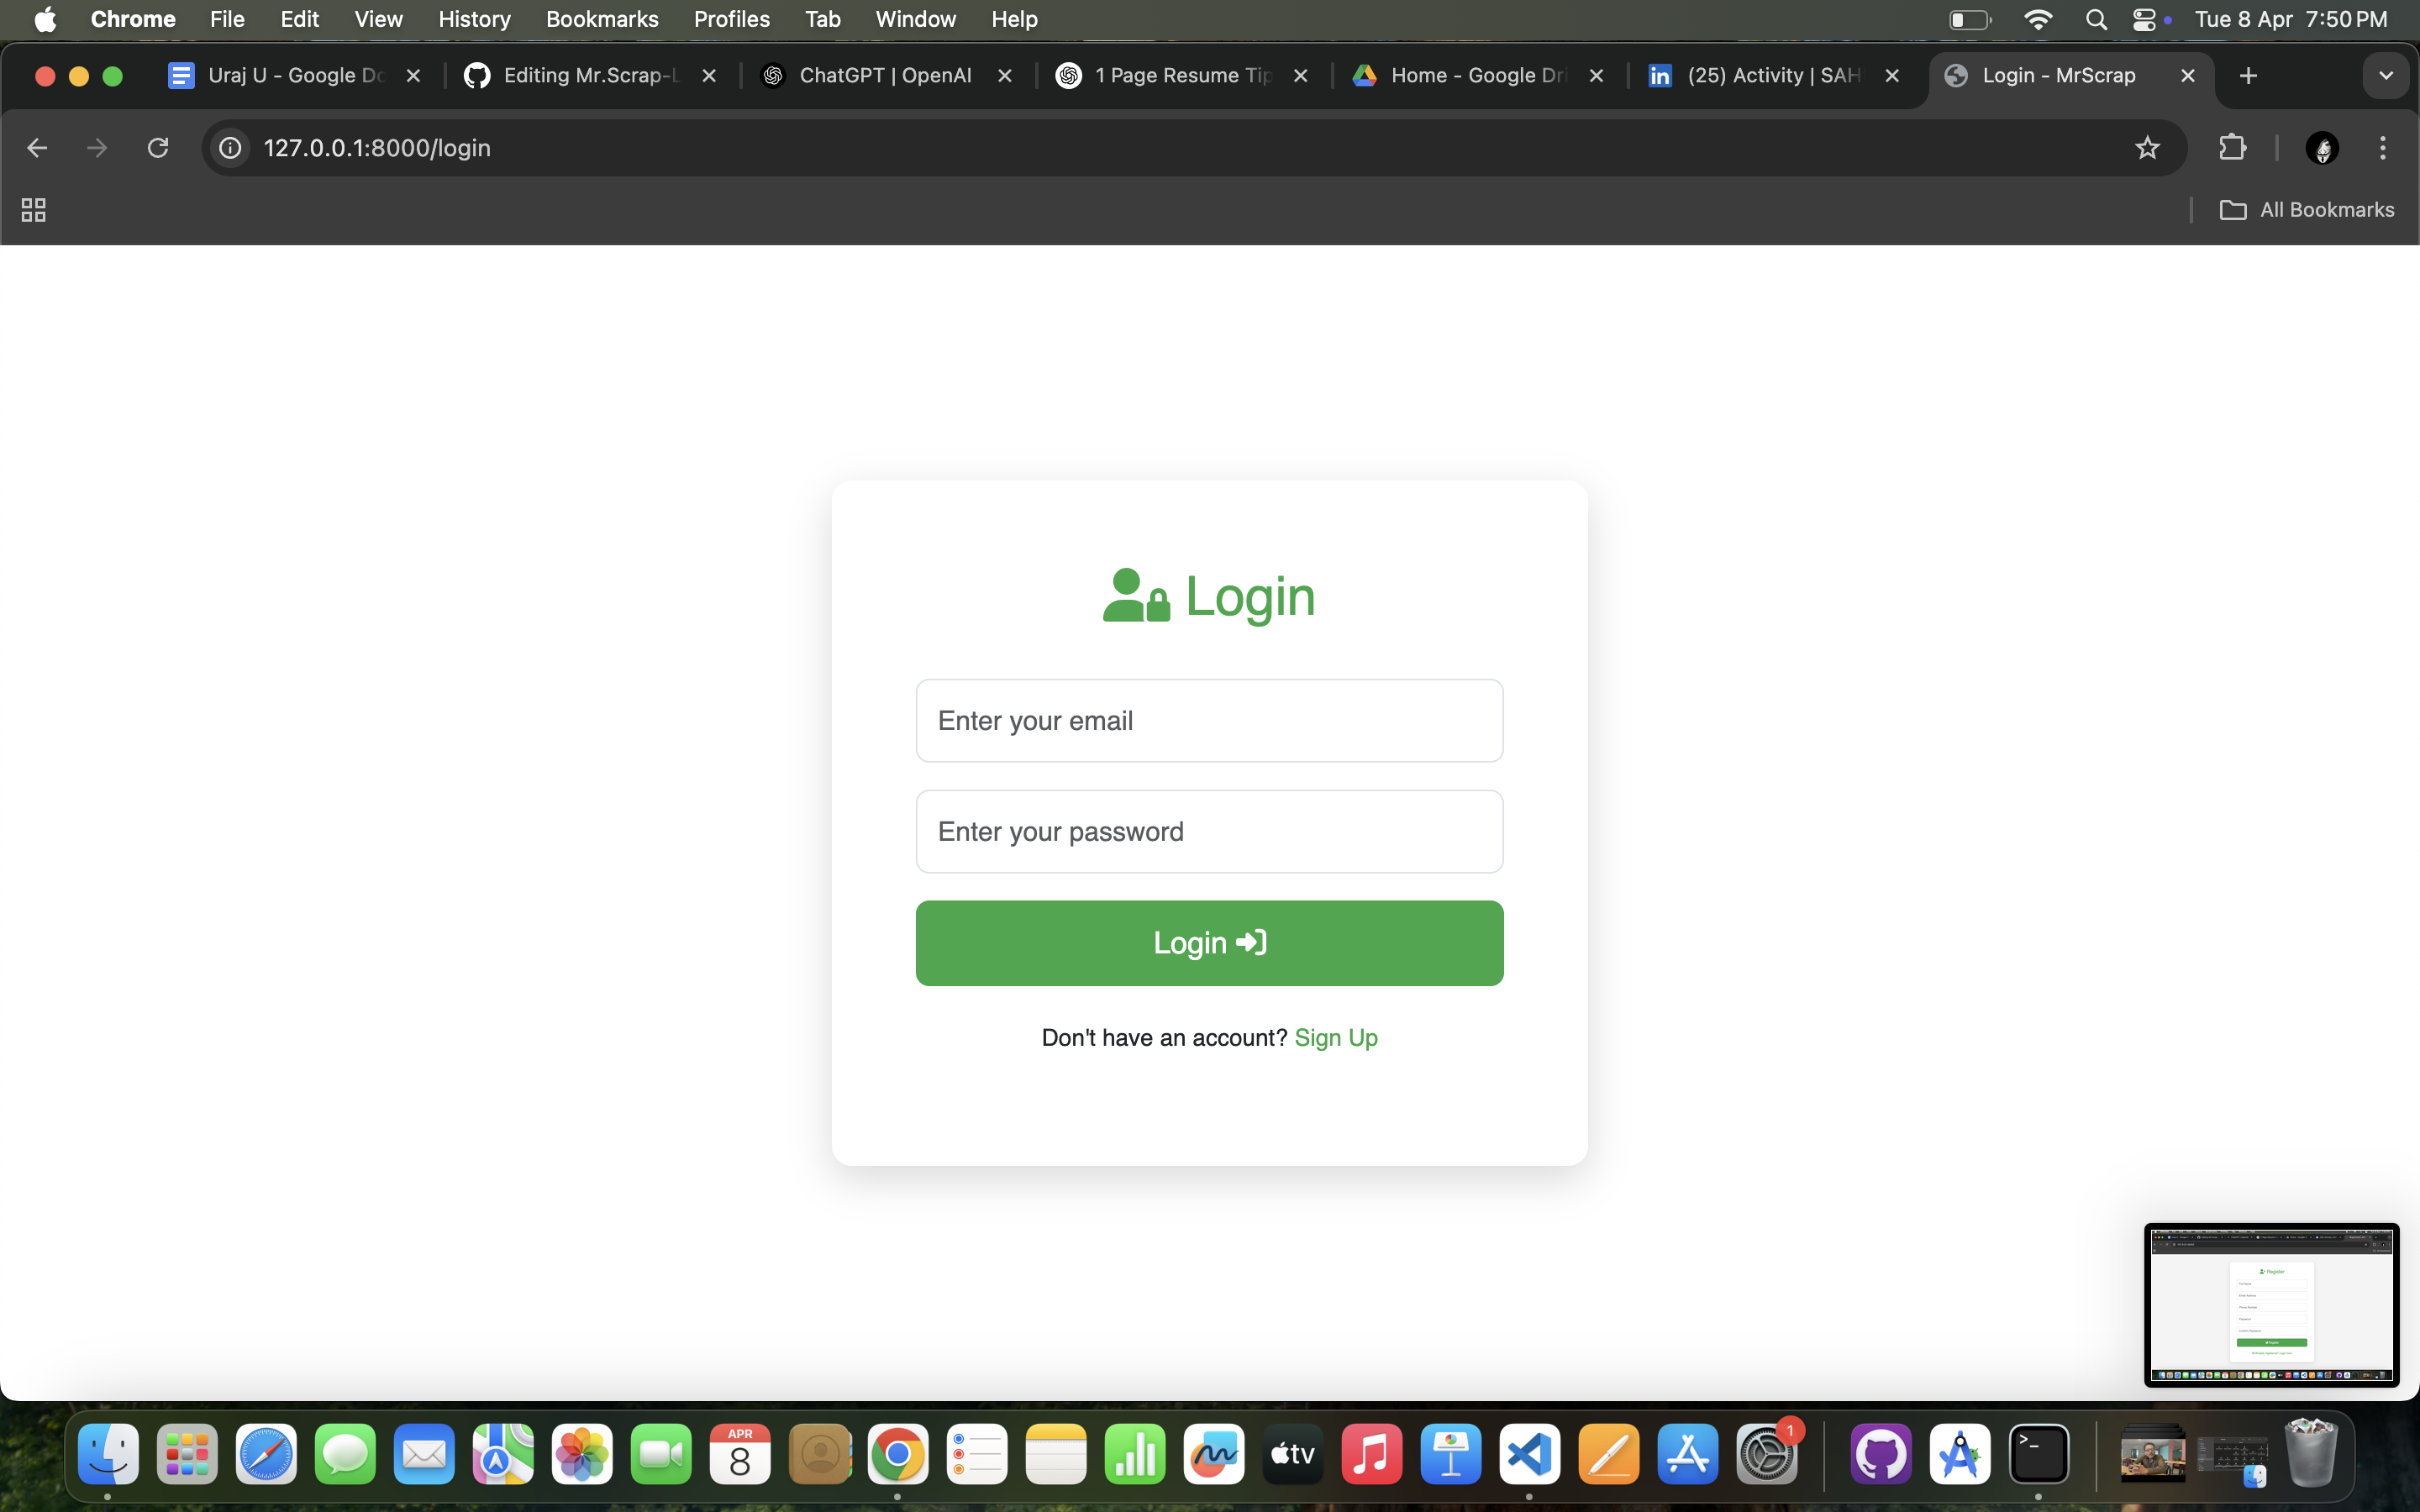 Chrome File Edit View History Bookmarks Profiles Tab Window Help Tue 8 Apr 7:50 PM
Uraj U - Google Do Editing Mr.Scrap-L ChatGPT | OpenAI 1 Page Resume Tip Home - Google Dri (25) Activity | SAH Login - MrScrap
127.0.0.1:8000/login
All Bookmarks
Login
Enter your email
Enter your password
Login
Don't have an account? Sign Up
Register
APR
8
tv
1